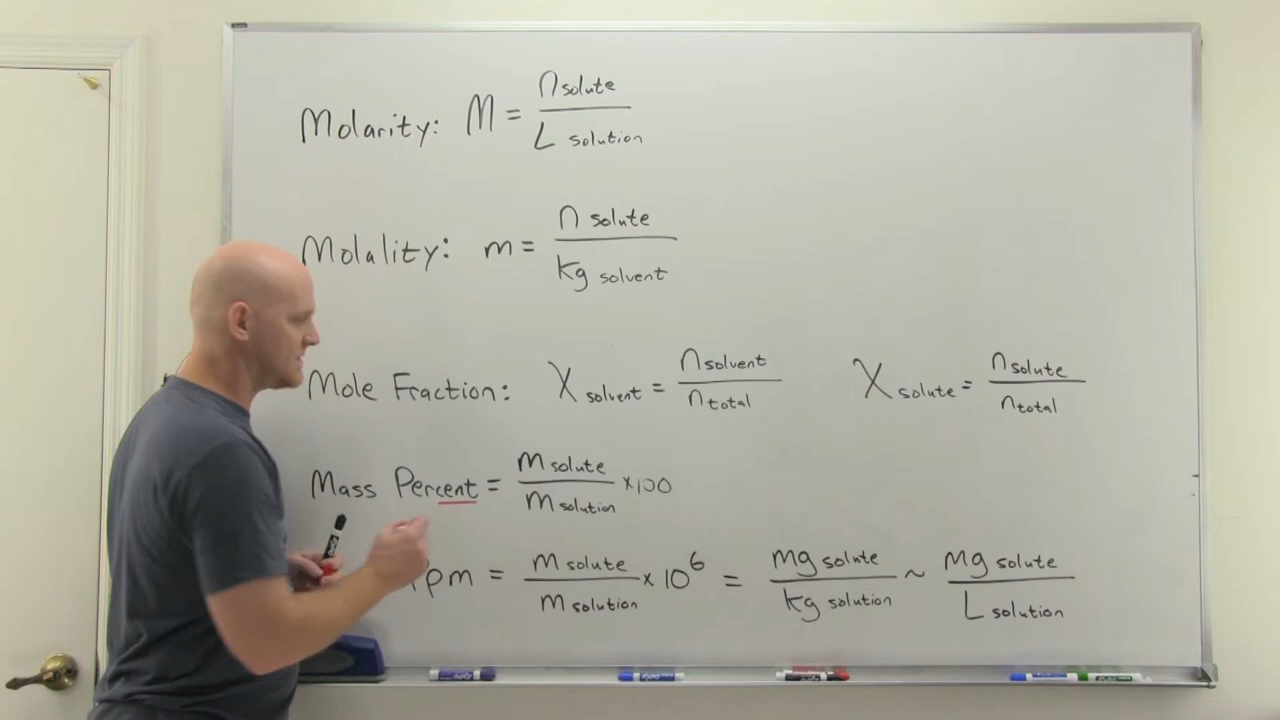 Molarity: M = n solute / L solution
Molality: m = n solute / kg solvent
Mole Fraction: X solvent = n solvent / n total X solute = n solute / n total
Mass Percent = m solute / m solution ×100
pm = m solute / m solution × 10^6 = mg solute / kg solution ~ mg solute / L solution